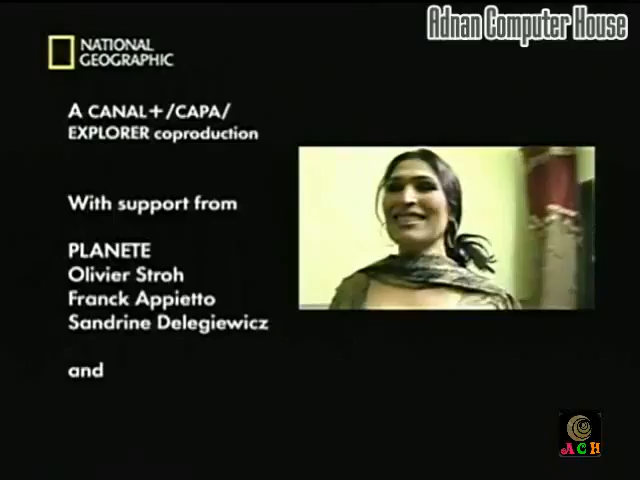 Adnan Computer House
NATIONAL
GEOGRAPHIC
A CANAL+/CAPA/
EXPLORER coproduction
With support from
PLANETE
Olivier Stroh
Franck Appietto
Sandrine Delegiewicz
and
ACH